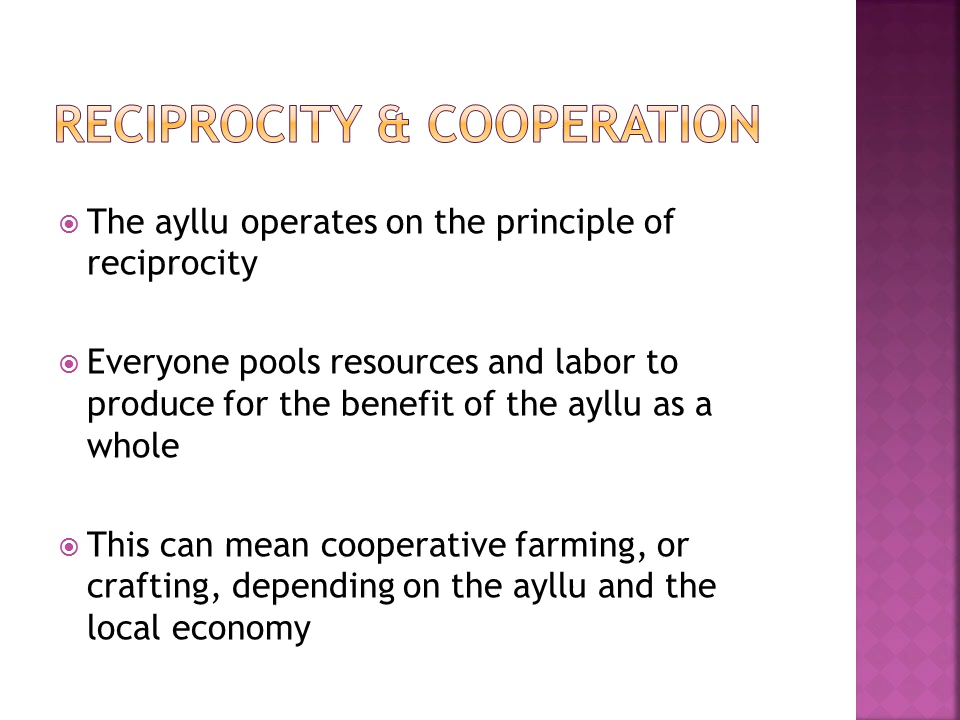 RECIPROCITY & COOPERATION
The ayllu operates on the principle of
reciprocity
Everyone pools resources and labor to
produce for the benefit of the ayllu as a
whole
This can mean cooperative farming, or
crafting, depending on the ayllu and the
local economy